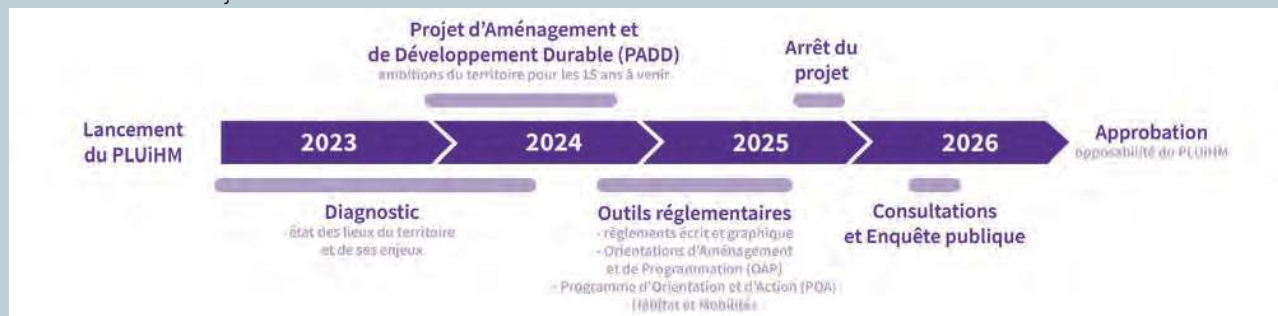 Projet d'Aménagement et
de Développement Durable (PADD)
ambitions du territoire pour les 15 ans à venir
Arrêt du
projet
Lancement
du PLUiHM
2023
2024
2025
2026
Approbation
opposabilité du PLUiHM
Diagnostic
état des lieux du territoire
et de ses enjeux
Outils réglementaires
- règlements écrit et graphique
- Orientations d'Aménagement
et de Programmation (OAP)
- Programme d'Orientation et d'Action (POA)
Habitat et Mobilités
Consultations
et Enquête publique